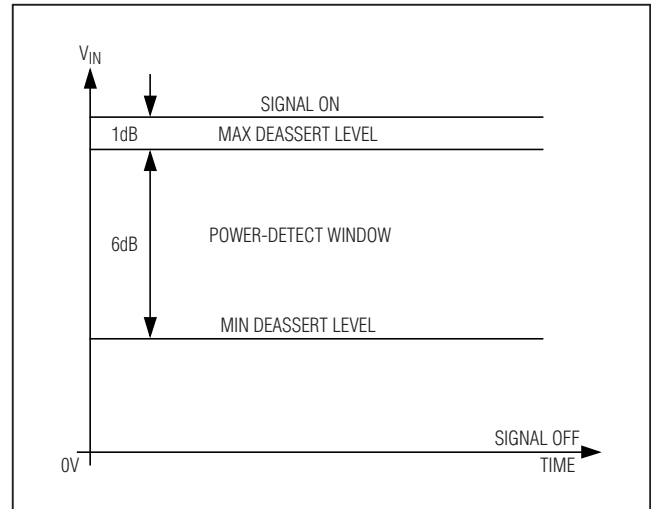 VIN
SIGNAL ON
1dB
MAX DEASSERT LEVEL
6dB
POWER-DETECT WINDOW
MIN DEASSERT LEVEL
SIGNAL OFF
0V
TIME